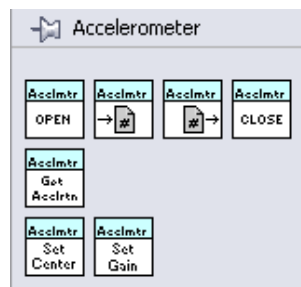 Accelerometer
Acclmtr Acclmtr Acclmtr Acclmtr
OPEN # # CLOSE
Acclmtr
Get
Acclrtn
Acclmtr Acclmtr
Set Set
Center Gain